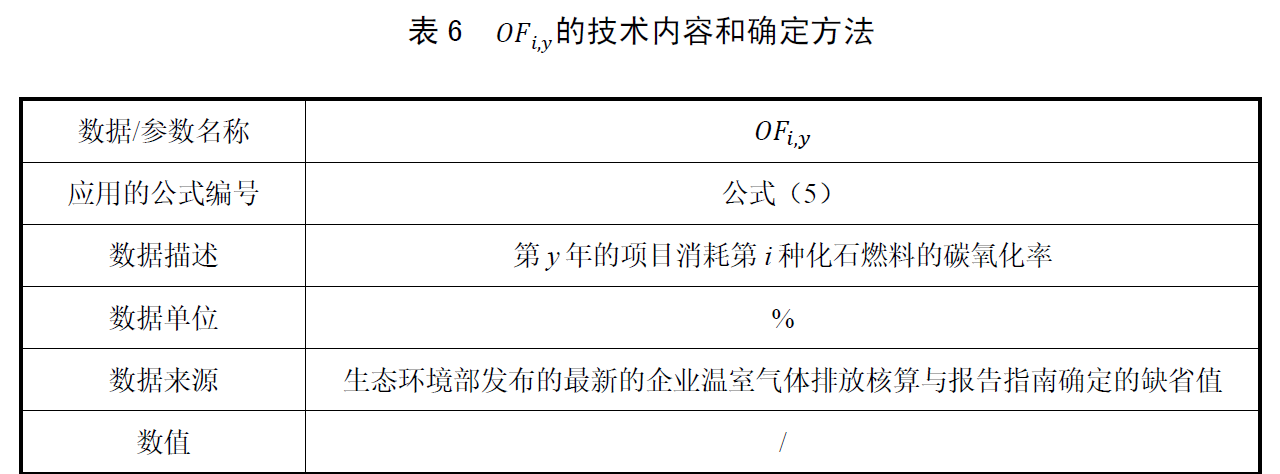 表 6 OFi,y的技术内容和确定方法
数据/参数名称 OFi,y
应用的公式编号 公式（5）
数据描述 第 y 年的项目消耗第 i 种化石燃料的碳氧化率
数据单位 %
数据来源 生态环境部发布的最新的企业温室气体排放核算与报告指南确定的缺省值
数值 /